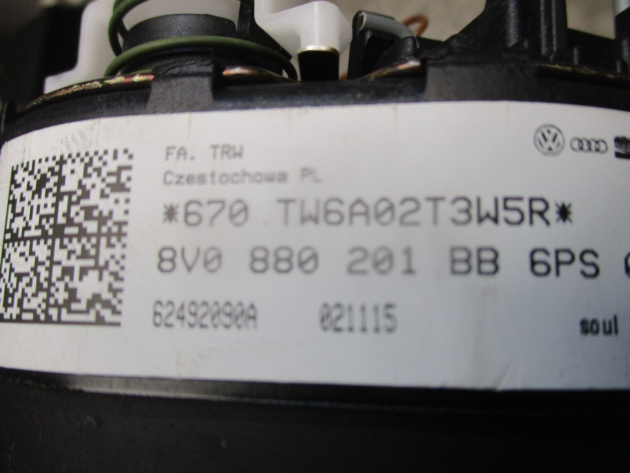 FA. TRW
Czestochowa PL
*670 TW6A02T3W5R*
8V0 880 201 BB 6PS
62492090A 021115 soul